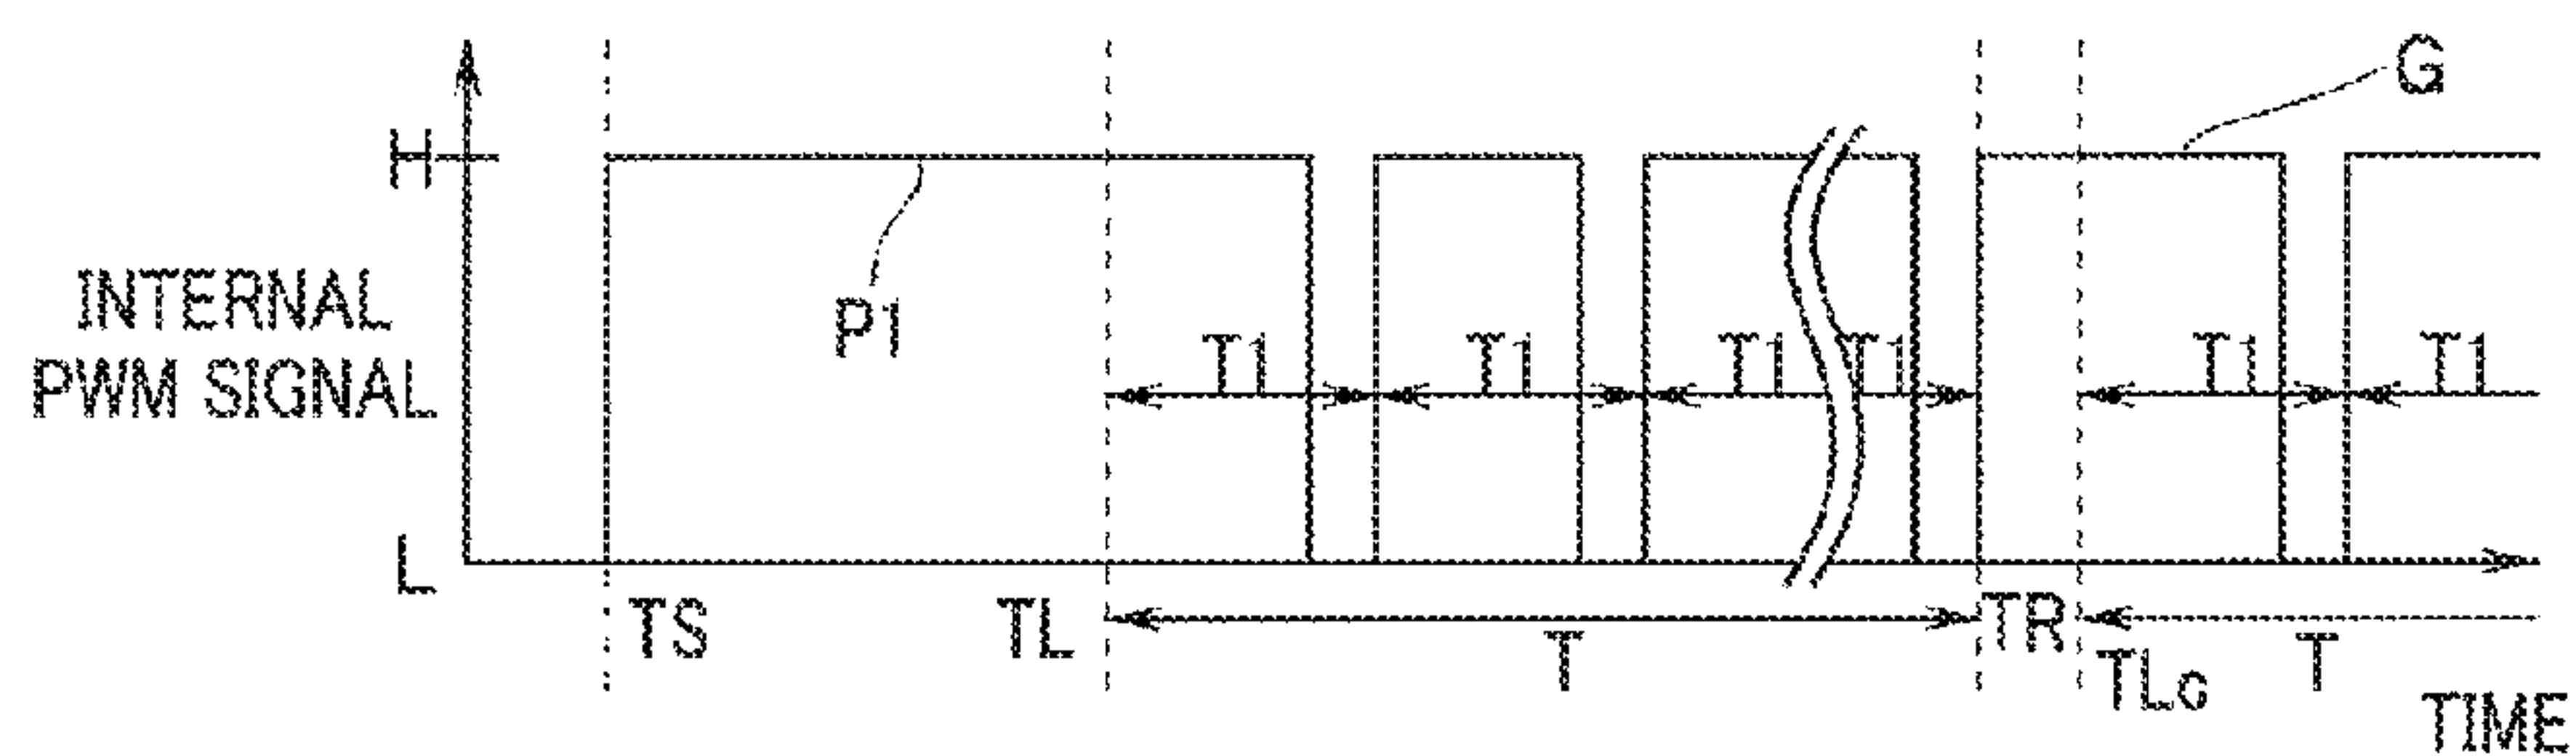 G
H
P1
INTERNAL
PWM SIGNAL
T1 T1 T1 T1 T1 T1
L
TS TL T TR TLG T
TIME